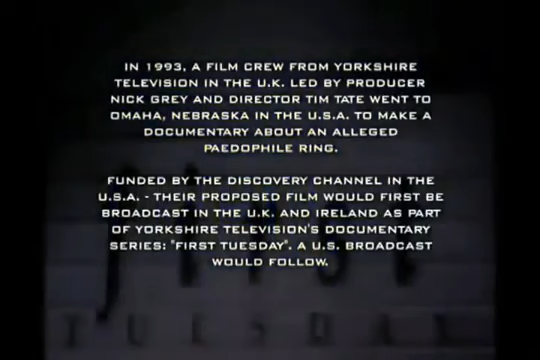 IN 1993, A FILM CREW FROM YORKSHIRE
TELEVISION IN THE U.K. LED BY PRODUCER
NICK GREY AND DIRECTOR TIM TATE WENT TO
OMAHA, NEBRASKA IN THE U.S.A. TO MAKE A
DOCUMENTARY ABOUT AN ALLEGED
PAEDOPHILE RING.
FUNDED BY THE DISCOVERY CHANNEL IN THE
U.S.A. - THEIR PROPOSED FILM WOULD FIRST BE
BROADCAST IN THE U.K. AND IRELAND AS PART
OF YORKSHIRE TELEVISION'S DOCUMENTARY
SERIES: "FIRST TUESDAY". A U.S. BROADCAST
WOULD FOLLOW.
TUESDAY